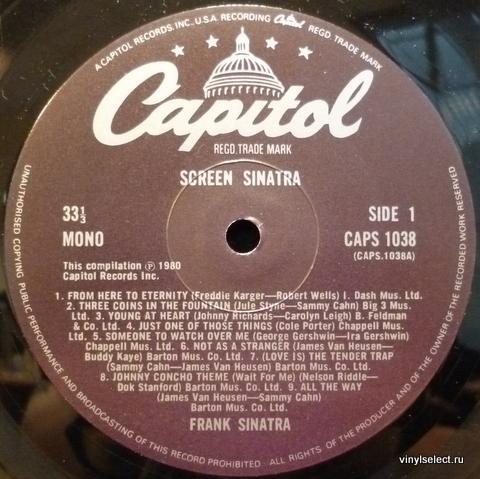 A CAPITOL RECORDS, INC. U.S.A. RECORDING Capitol REGD. TRADE MARK
Capitol
REGD. TRADE MARK
SCREEN SINATRA
33⅓
SIDE 1
MONO
CAPS 1038
(CAPS.1038A)
This compilation ℗ 1980
Capitol Records Inc.
1. FROM HERE TO ETERNITY (Freddie Karger—Robert Wells) I. Dash Mus. Ltd.
2. THREE COINS IN THE FOUNTAIN (Jule Styne—Sammy Cahn) Big 3 Mus.
Ltd. 3. YOUNG AT HEART (Johnny Richards—Carolyn Leigh) B. Feldman
& Co. Ltd. 4. JUST ONE OF THOSE THINGS (Cole Porter) Chappell Mus.
Ltd. 5. SOMEONE TO WATCH OVER ME (George Gershwin—Ira Gershwin)
Chappell Mus. Ltd. 6. NOT AS A STRANGER (James Van Heusen—
Buddy Kaye) Barton Mus. Co. Ltd. 7. (LOVE IS) THE TENDER TRAP
(Sammy Cahn—James Van Heusen) Barton Mus. Co. Ltd.
8. JOHNNY CONCHO THEME (Wait For Me) (Nelson Riddle—
Dok Stanford) Barton Mus. Co. Ltd. 9. ALL THE WAY
(James Van Heusen—Sammy Cahn)
Barton Mus. Co. Ltd.
FRANK SINATRA
UNAUTHORISED COPYING PUBLIC PERFORMANCE AND BROADCASTING OF THIS RECORD PROHIBITED ALL RIGHTS OF THE PRODUCER AND OF THE OWNER OF THE RECORDED WORK RESERVED
vinylselect.ru